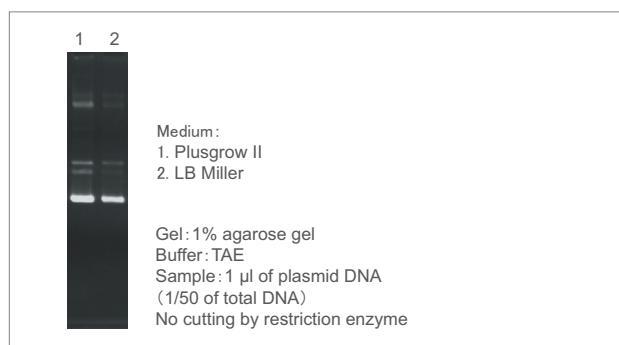 1 2
Medium：
1. Plusgrow II
2. LB Miller
Gel：1% agarose gel
Buffer：TAE
Sample：1 µl of plasmid DNA
（1/50 of total DNA）
No cutting by restriction enzyme